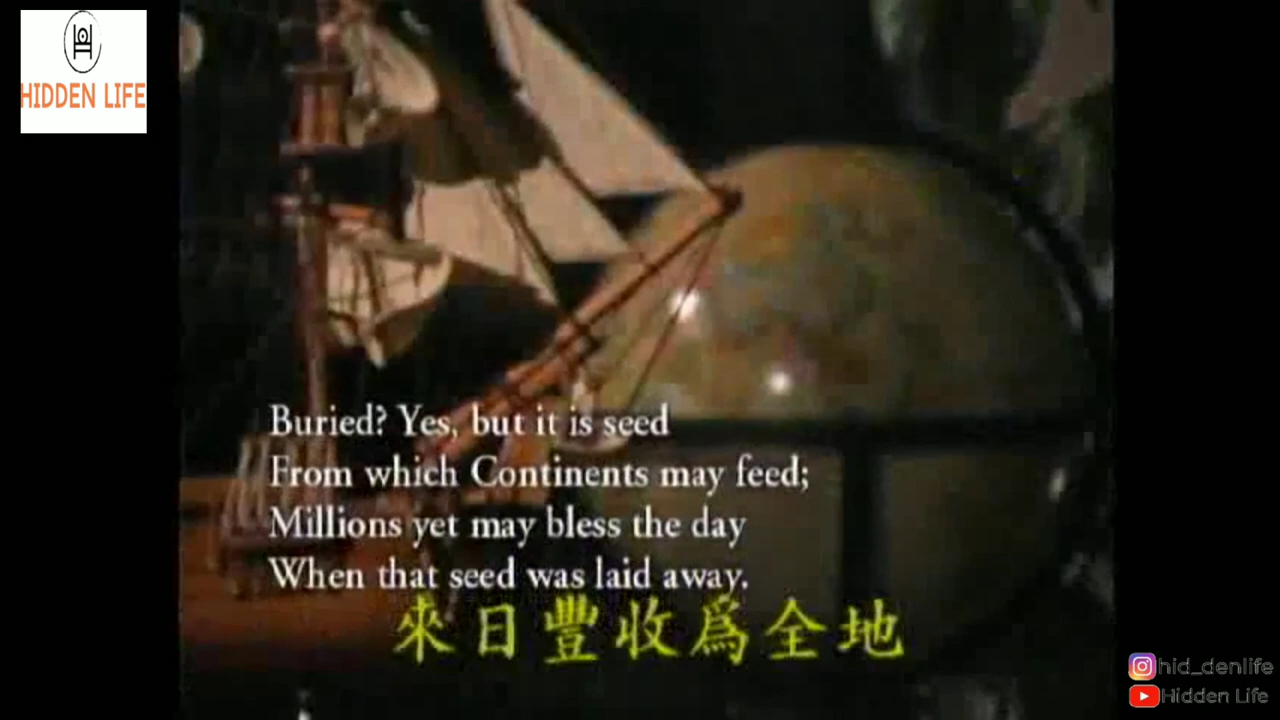 HIDDEN LIFE
Buried? Yes, but it is seed
From which Continents may feed;
Millions yet may bless the day
When that seed was laid away.
來日豐收爲全地
hid_denlife
Hidden Life